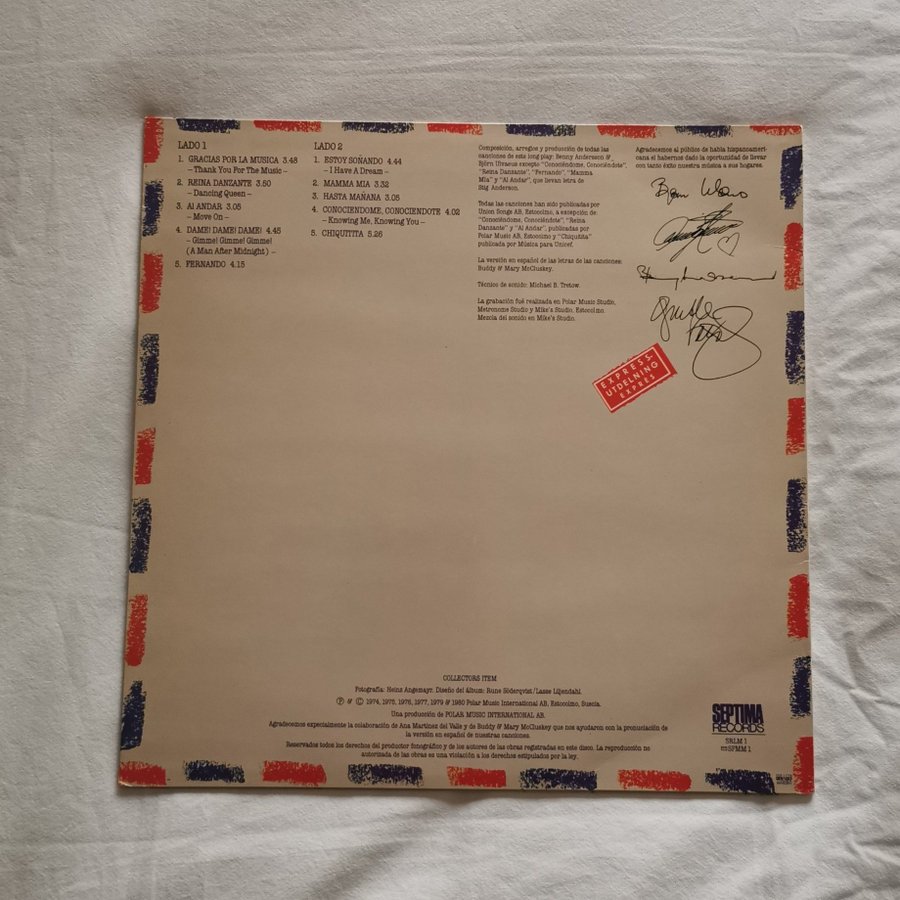 LADO 1
1. GRACIAS POR LA MUSICA 3.48
– Thank You For The Music –
2. REINA DANZANTE 3.50
– Dancing Queen –
3. Al ANDAR 3.05
– Move On –
4. DAME! DAME! DAME! 4.45
– Gimme! Gimme! Gimme!
(A Man After Midnight) –
5. FERNANDO 4.15
LADO 2
1. ESTOY SOÑANDO 4.44
– I Have A Dream –
2. MAMMA MIA 3.32
3. HASTA MAÑANA 3.05
4. CONOCIENDOME, CONOCIENDOTE 4.02
– Knowing Me, Knowing You –
5. CHIQUITITA 5.26
Composición, arreglos y producción de todas las
canciones de este long play: Benny Andersson &
Björn Ulvaeus excepto "Conociéndome, Conociéndote",
"Reina Danzante", "Fernando", "Mamma
Mia" y "Al Andar", que llevan letra de
Stig Anderson.
Todas las canciones han sido publicadas por
Union Songs AB, Estocolmo, a excepción de:
"Conociéndome, Conociéndote", "Reina
Danzante" y "Al Andar", publicadas por
Polar Music AB, Estocolmo y "Chiquitita"
publicada por Música para Unicef.
La versión en español de las letras de las canciones:
Buddy & Mary McCluskey.
Técnico de sonido: Michael B. Tretow.
La grabación fué realizada en Polar Music Studio,
Metronome Studio y Mike's Studio, Estocolmo.
Mezcla del sonido en Mike's Studio.
Agradecemos al público de habla hispanoameri-
cana el habernos dado la oportunidad de llevar
con tanto éxito nuestra música a sus hogares.
EXPRESS-
UTDELNING
EXPRES
COLLECTORS ITEM
Fotografía: Heinz Angemayr. Diseño del álbum: Rune Söderqvist/Lasse Liljendahl.
Ⓟ & Ⓒ 1974, 1975, 1976, 1977, 1979 & 1980 Polar Music International AB, Estocolmo, Suecia.
Una producción de POLAR MUSIC INTERNATIONAL AB.
Agradecemos expecialmente la colaboración de Ana Martinez del Valle y de Buddy & Mary McCluskey que nos ayudaron con la pronuciación de
la versión en español de nuestras canciones.
Reservados todos los derechos del productor fonográfico y de los autores de las obras registradas en este disco. La reproducción no
autorizada de las obras es una violación a los derechos estipulados por la ley.
SEPTIMA
RECORDS
SRLM 1
SFMM 1